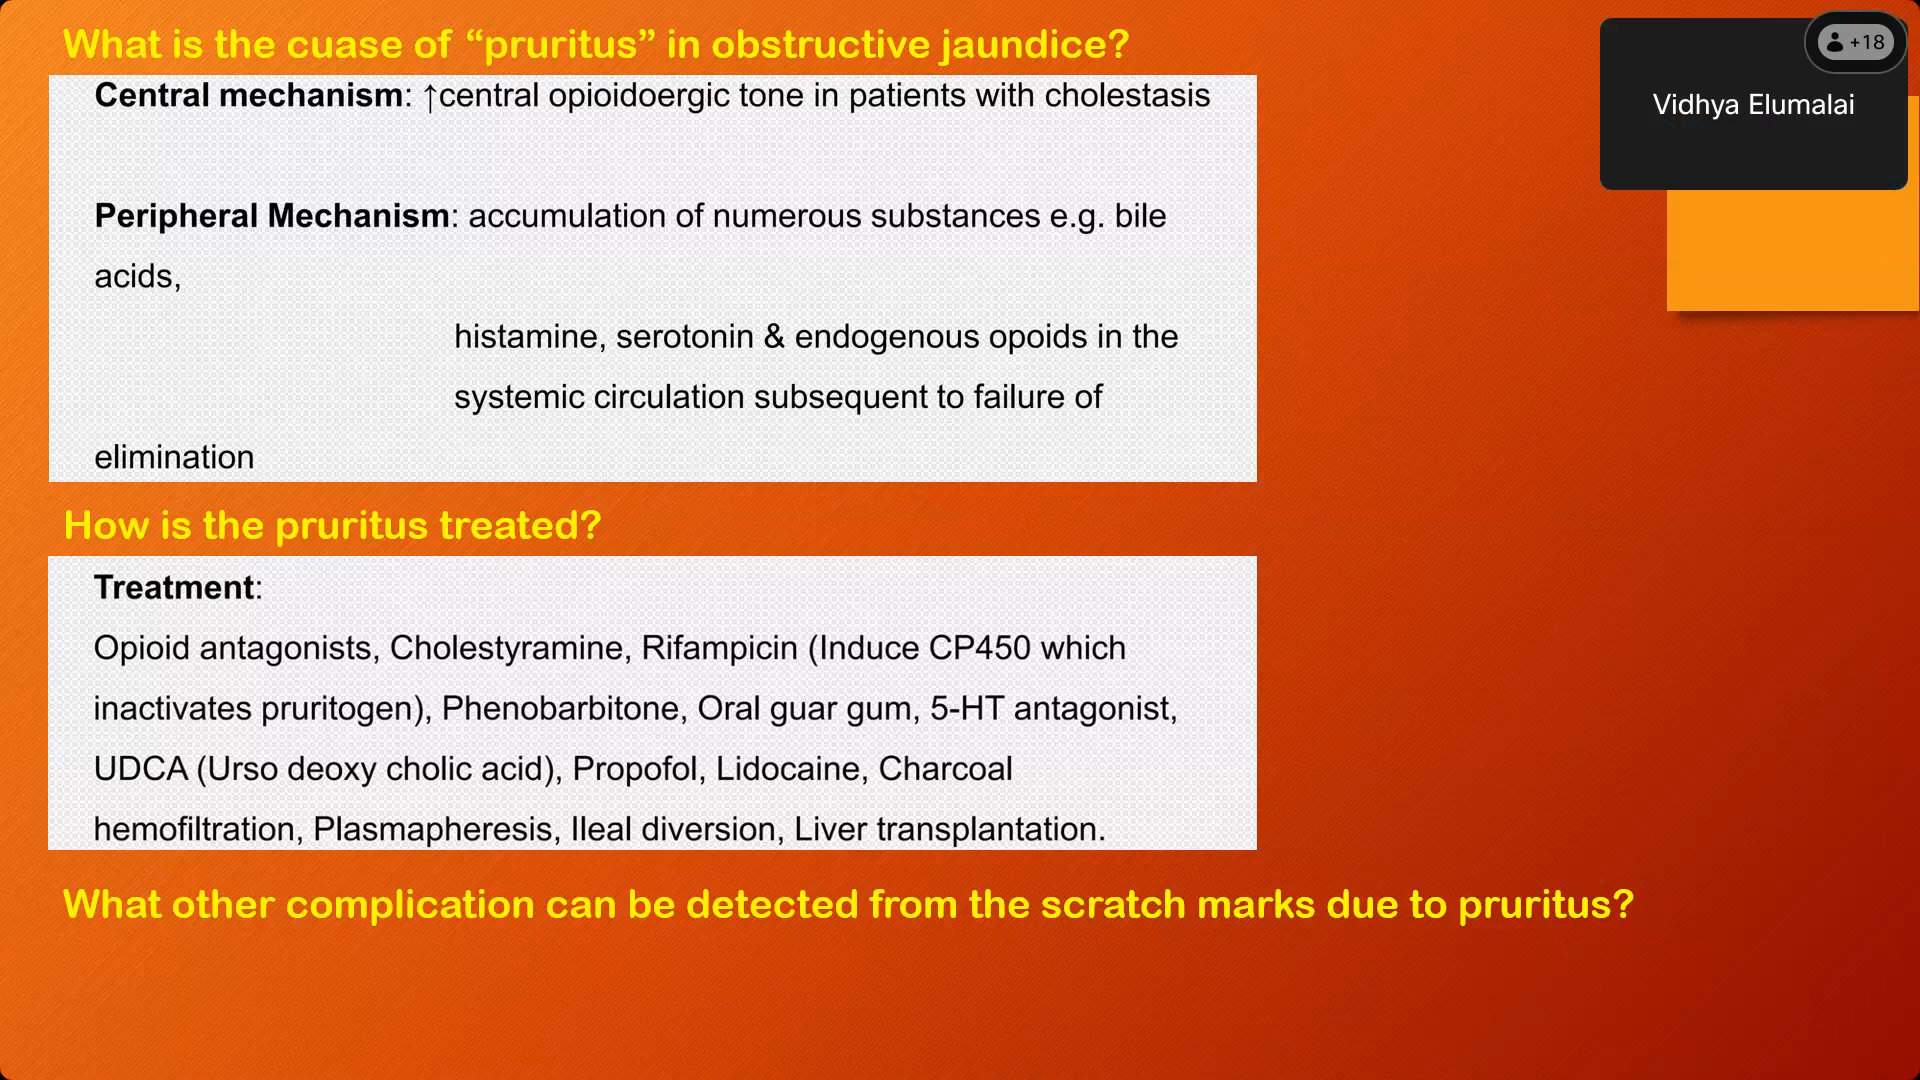 What is the cuase of “pruritus” in obstructive jaundice?
Central mechanism: ↑central opioidoergic tone in patients with cholestasis
Peripheral Mechanism: accumulation of numerous substances e.g. bile
acids,
histamine, serotonin & endogenous opoids in the
systemic circulation subsequent to failure of
elimination
How is the pruritus treated?
Treatment:
Opioid antagonists, Cholestyramine, Rifampicin (Induce CP450 which
inactivates pruritogen), Phenobarbitone, Oral guar gum, 5-HT antagonist,
UDCA (Urso deoxy cholic acid), Propofol, Lidocaine, Charcoal
hemofiltration, Plasmapheresis, Ileal diversion, Liver transplantation.
What other complication can be detected from the scratch marks due to pruritus?
+18
Vidhya Elumalai